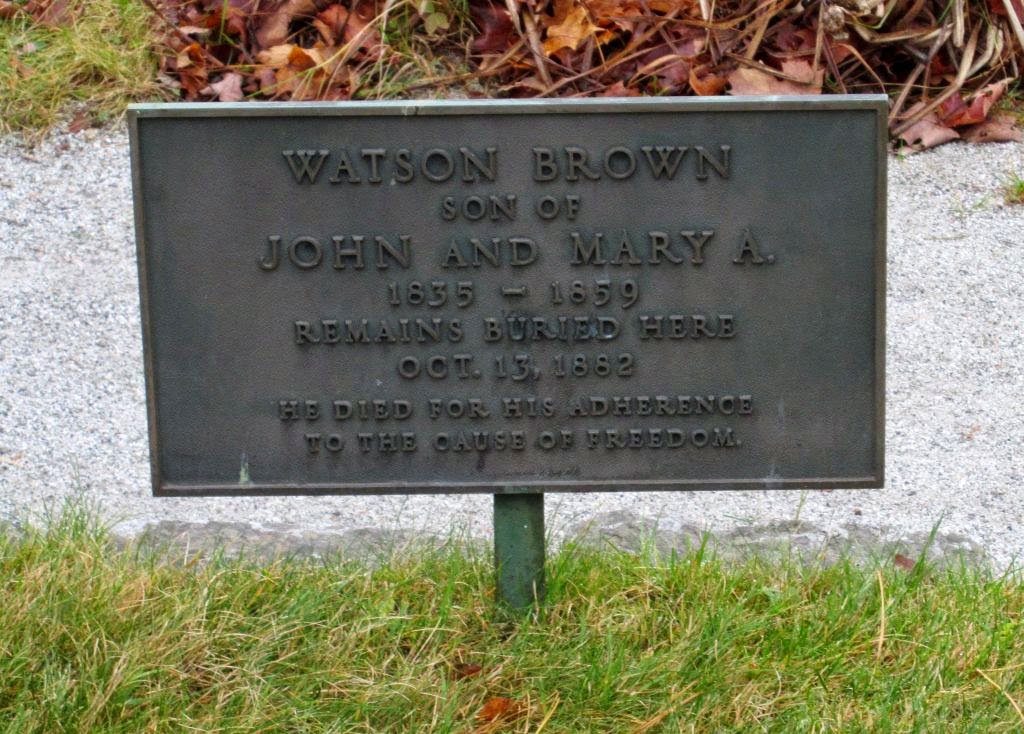 WATSON BROWN
SON OF
JOHN AND MARY A.
1835 – 1859
REMAINS BURIED HERE
OCT. 13, 1882
HE DIED FOR HIS ADHERENCE
TO THE CAUSE OF FREEDOM.